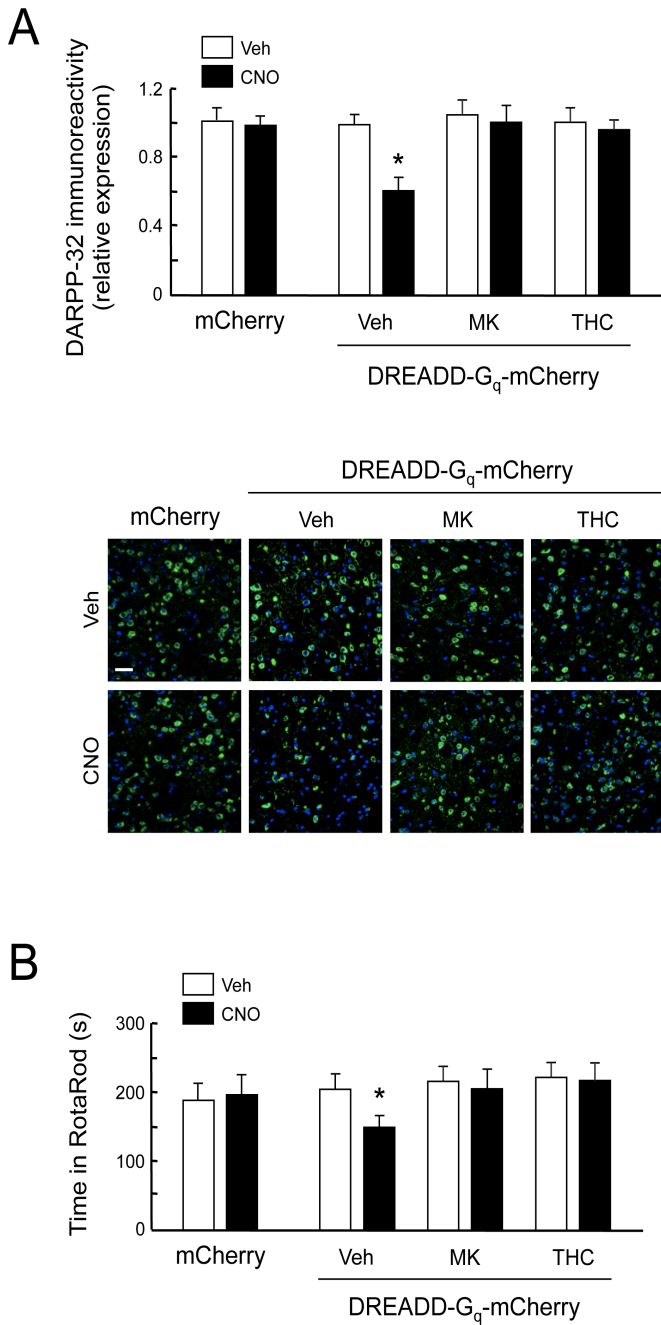 A
Veh
CNO
DARPP-32 immunoreactivity
(relative expression)
1.2
0.8
0.4
0
*
mCherry
Veh MK THC
DREADD-Gq-mCherry
DREADD-Gq-mCherry
mCherry Veh MK THC
Veh
CNO
B
Veh
CNO
Time in RotaRod (s)
300
200
100
0
*
mCherry
Veh MK THC
DREADD-Gq-mCherry